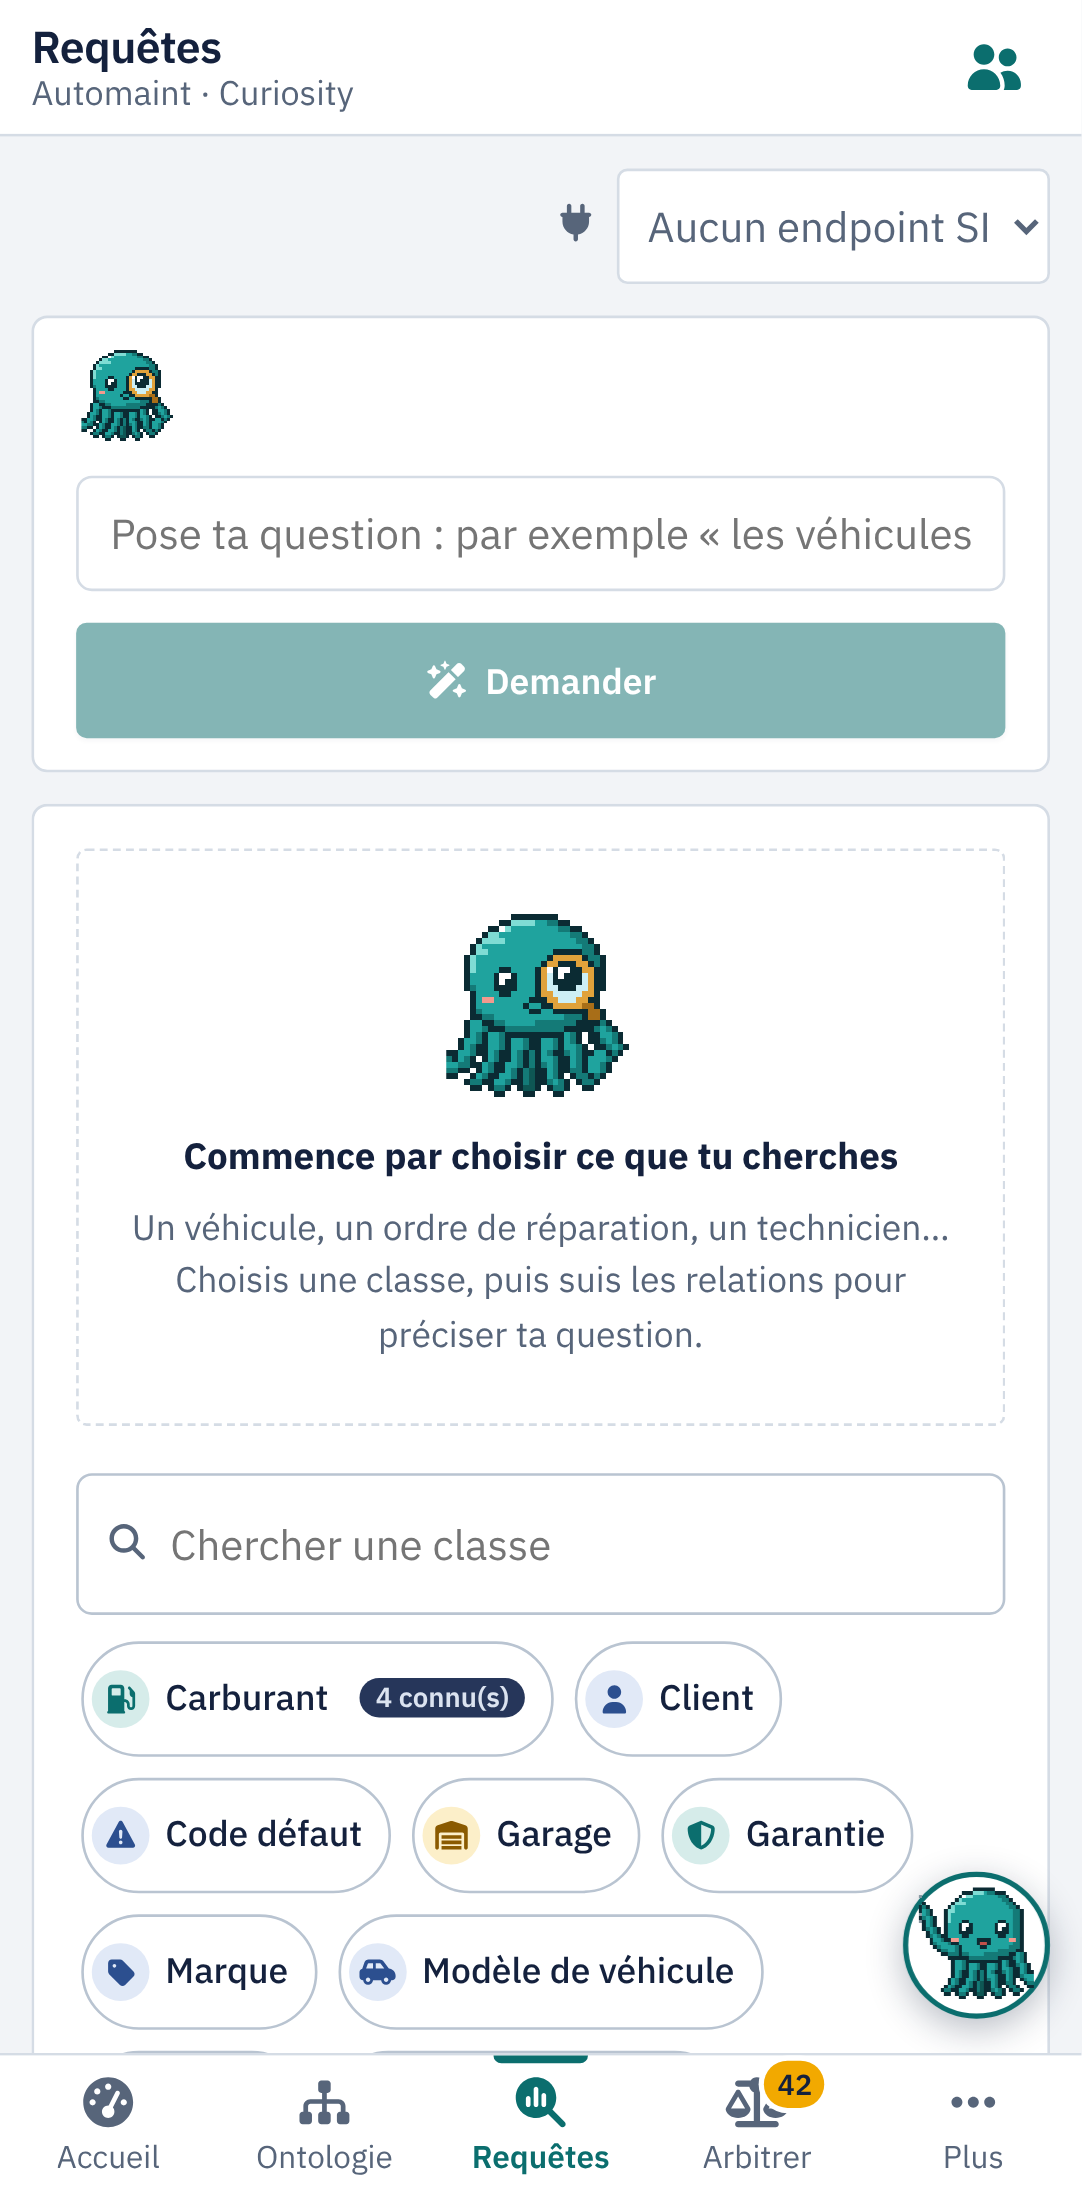 Requêtes
Automaint · Curiosity
Aucun endpoint SI
Pose ta question : par exemple « les véhicules
Demander
Commence par choisir ce que tu cherches
Un véhicule, un ordre de réparation, un technicien…
Choisis une classe, puis suis les relations pour
préciser ta question.
Chercher une classe
Carburant 4 connu(s) Client
Code défaut Garage Garantie
Marque Modèle de véhicule
42
Accueil Ontologie Requêtes Arbitrer Plus